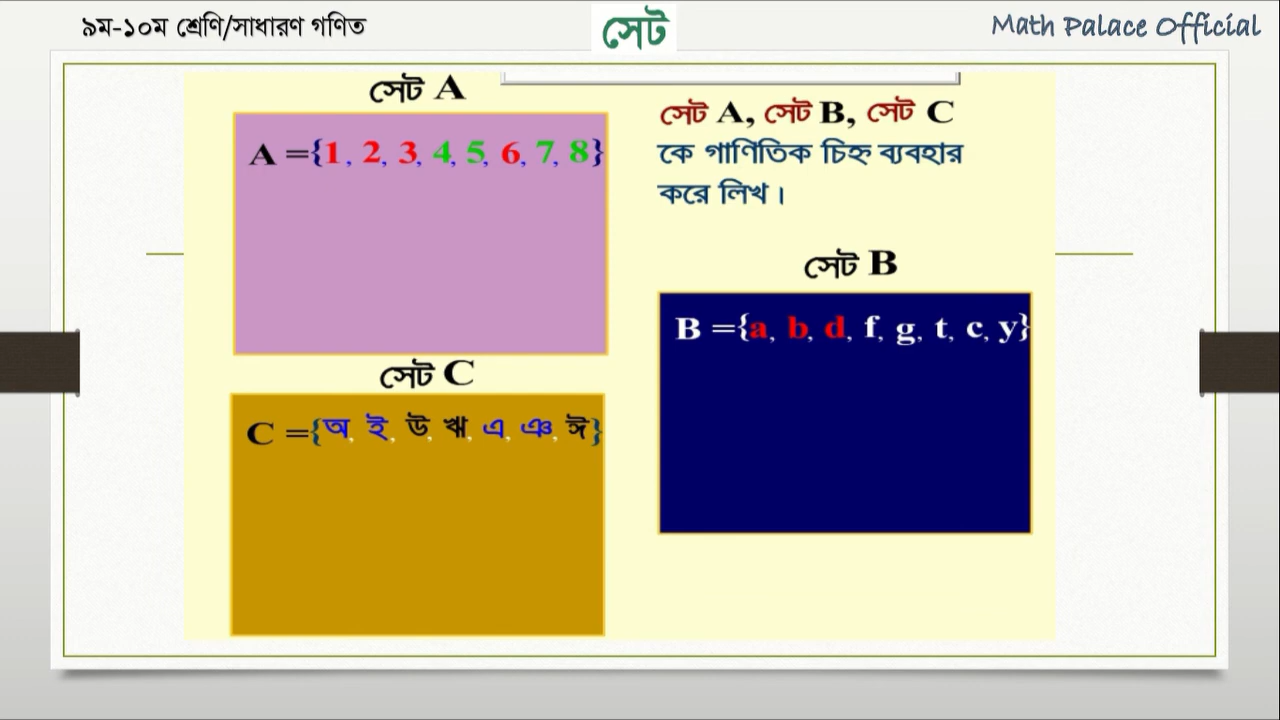 ৯ম-১০ম শ্রেণি/সাধারণ গণিত
সেট
Math Palace Official
সেট A
A ={1, 2, 3, 4, 5, 6, 7, 8}
সেট A, সেট B, সেট C
কে গাণিতিক চিহ্ন ব্যবহার
করে লিখ।
সেট B
B ={a, b, d, f, g, t, c, y}
সেট C
C ={অ, ই, উ, ঋ, এ, ঞ, ঈ}